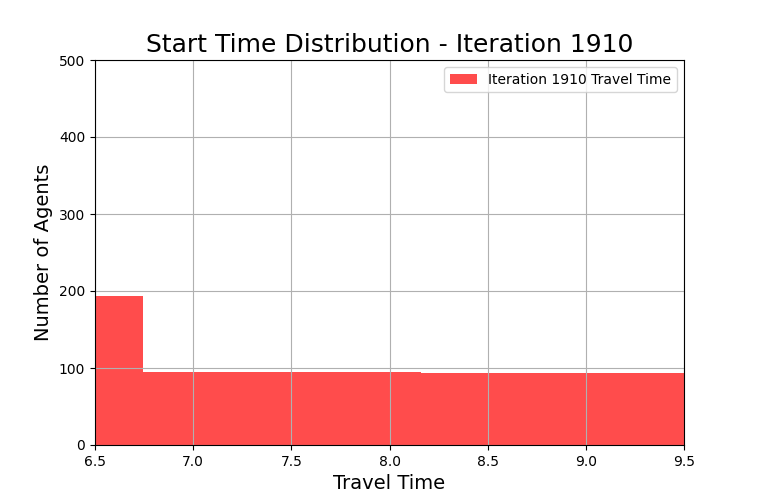 Start Time Distribution - Iteration 1910
500
Iteration 1910 Travel Time
400
300
200
100
0
Number of Agents
6.5 7.0 7.5 8.0 8.5 9.0 9.5
Travel Time